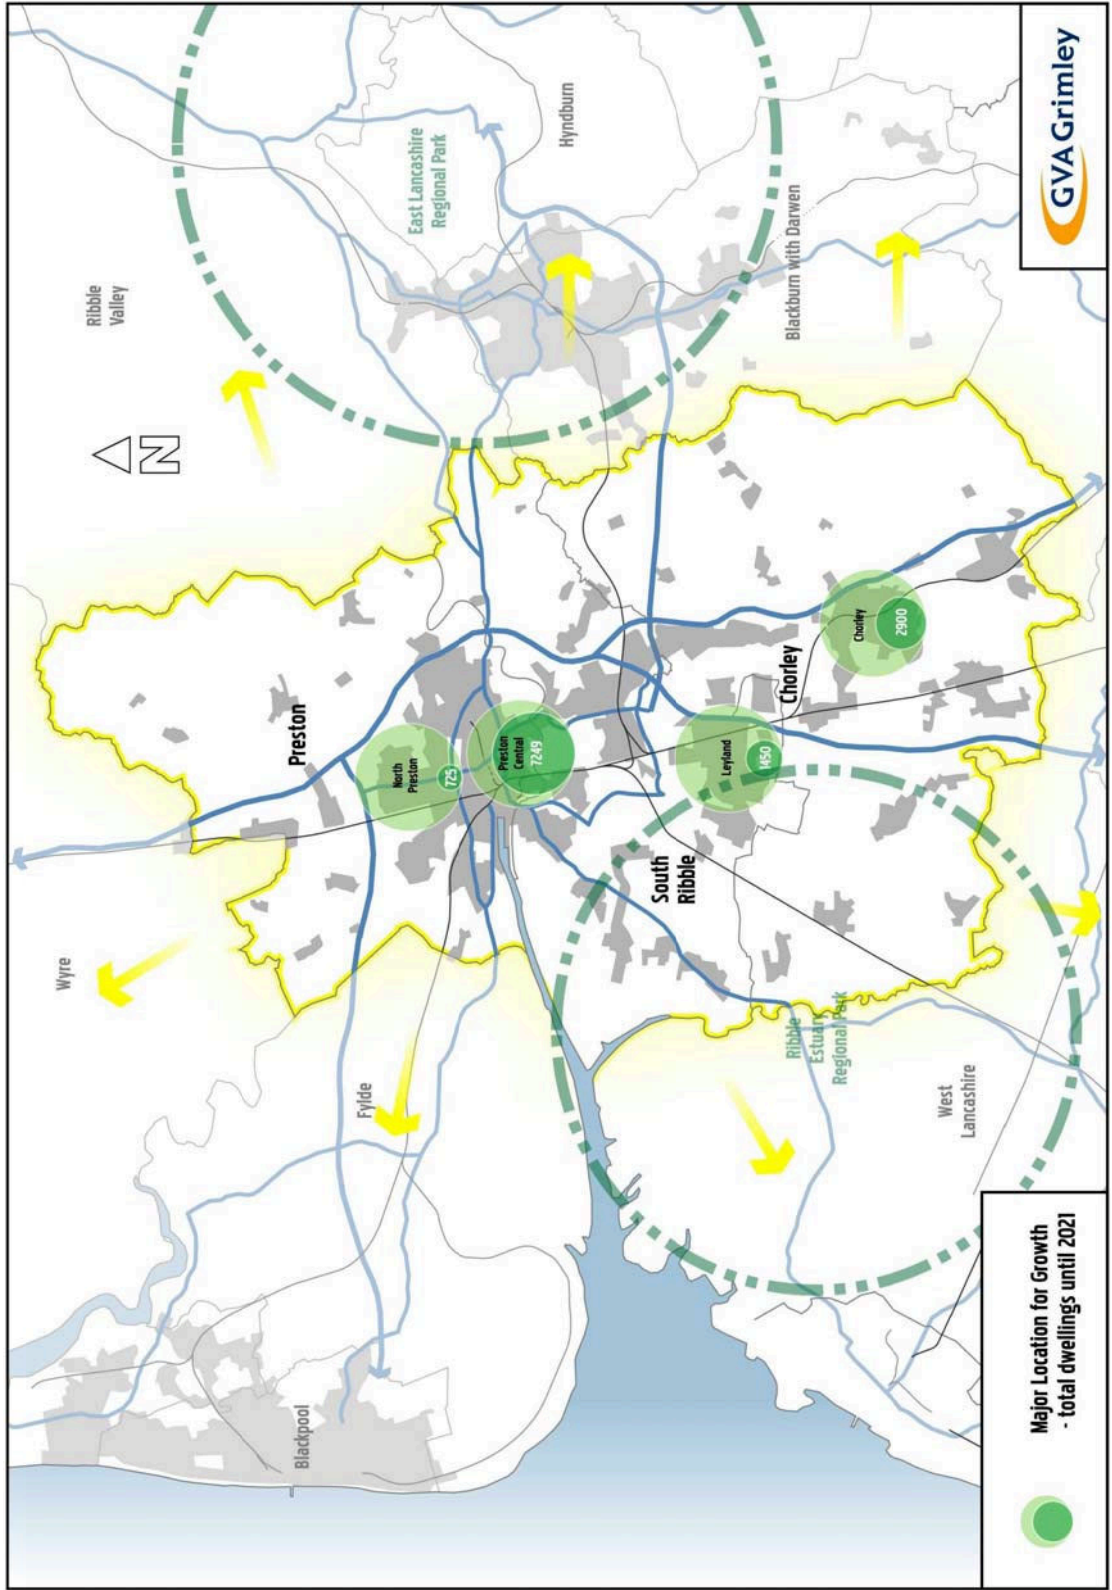 Ribble
Valley
East Lancashire
Regional Park
Hyndburn
Blackburn with Darwen
GVAGrimley
N
Wyre
Preston
North
Preston
725
Preston
Central
7249
Leyland
1450
Chorley
Chorley
2900
South
Ribble
Fylde
Ribble
Estuary
Regional Park
West
Lancashire
Blackpool
Major Location for Growth
- total dwellings until 2021